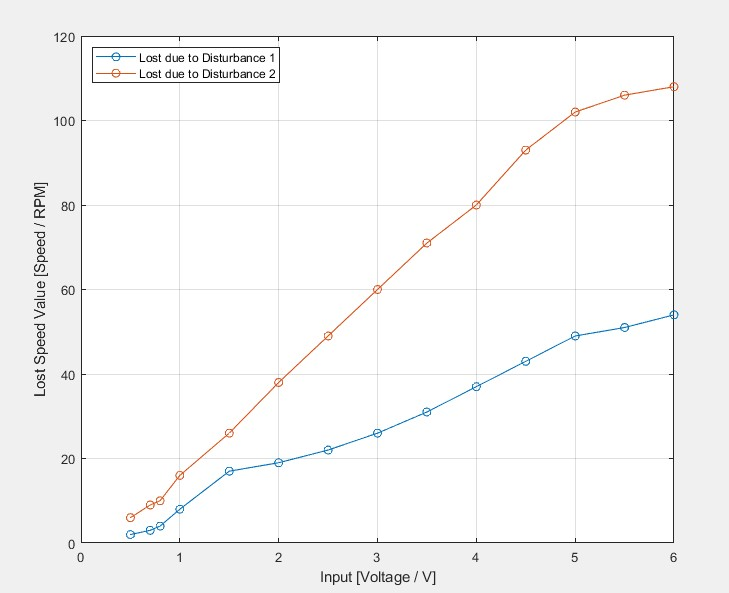 120
Lost due to Disturbance 1
Lost due to Disturbance 2
100
80
60
40
20
0
0 1 2 3 4 5 6
Lost Speed Value [Speed / RPM]
Input [Voltage / V]